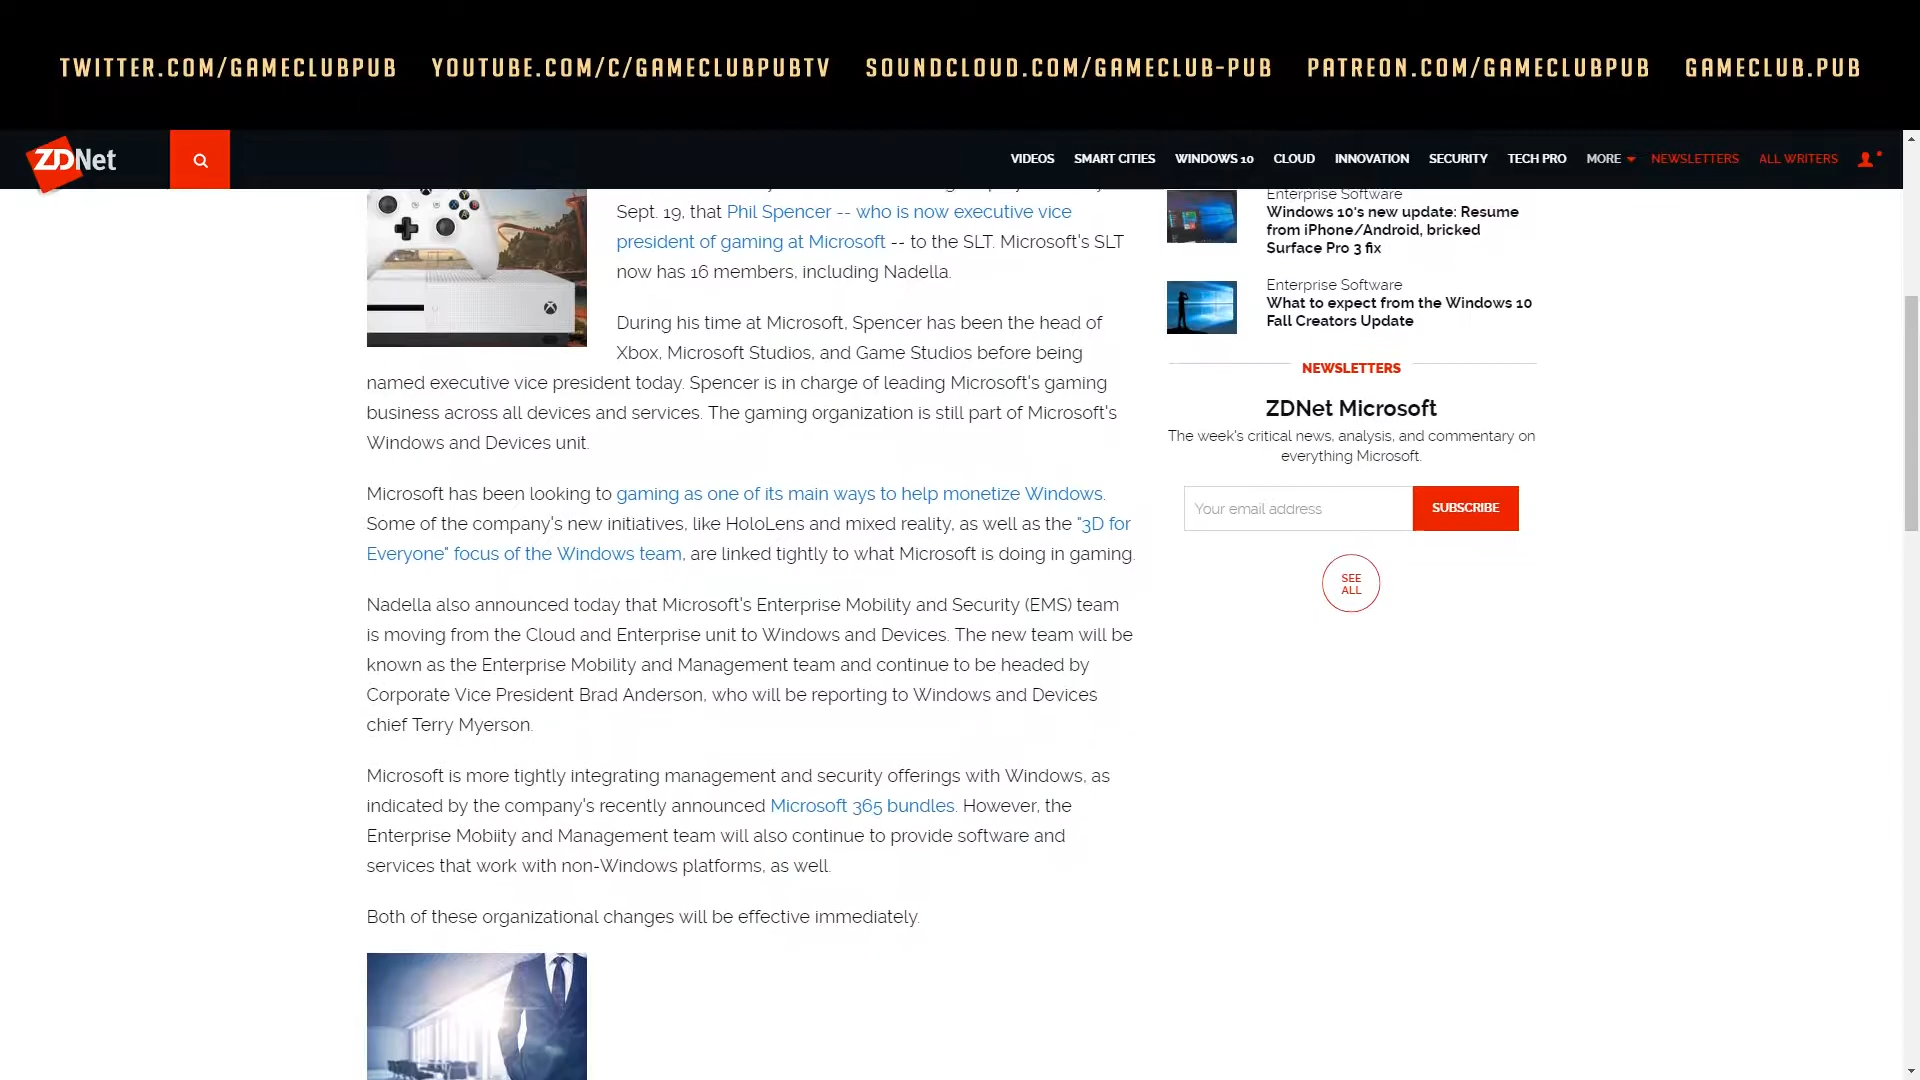 TWITTER.COM/GAMECLUBPUB YOUTUBE.COM/C/GAMECLUBPUBTV SOUNDCLOUD.COM/GAMECLUB-PUB PATREON.COM/GAMECLUBPUB GAMECLUB.PUB
ZDNet VIDEOS SMART CITIES WINDOWS 10 CLOUD INNOVATION SECURITY TECH PRO MORE NEWSLETTERS ALL WRITERS
Sept. 19, that Phil Spencer -- who is now executive vice
president of gaming at Microsoft -- to the SLT. Microsoft's SLT
now has 16 members, including Nadella.
During his time at Microsoft, Spencer has been the head of
Xbox, Microsoft Studios, and Game Studios before being
named executive vice president today. Spencer is in charge of leading Microsoft's gaming
business across all devices and services. The gaming organization is still part of Microsoft's
Windows and Devices unit.
Microsoft has been looking to gaming as one of its main ways to help monetize Windows.
Some of the company's new initiatives, like HoloLens and mixed reality, as well as the "3D for
Everyone" focus of the Windows team, are linked tightly to what Microsoft is doing in gaming.
Nadella also announced today that Microsoft's Enterprise Mobility and Security (EMS) team
is moving from the Cloud and Enterprise unit to Windows and Devices. The new team will be
known as the Enterprise Mobility and Management team and continue to be headed by
Corporate Vice President Brad Anderson, who will be reporting to Windows and Devices
chief Terry Myerson.
Microsoft is more tightly integrating management and security offerings with Windows, as
indicated by the company's recently announced Microsoft 365 bundles. However, the
Enterprise Mobiity and Management team will also continue to provide software and
services that work with non-Windows platforms, as well.
Both of these organizational changes will be effective immediately.
Enterprise Software
Windows 10's new update: Resume
from iPhone/Android, bricked
Surface Pro 3 fix
Enterprise Software
What to expect from the Windows 10
Fall Creators Update
NEWSLETTERS
ZDNet Microsoft
The week's critical news, analysis, and commentary on
everything Microsoft.
Your email address SUBSCRIBE
SEE
ALL